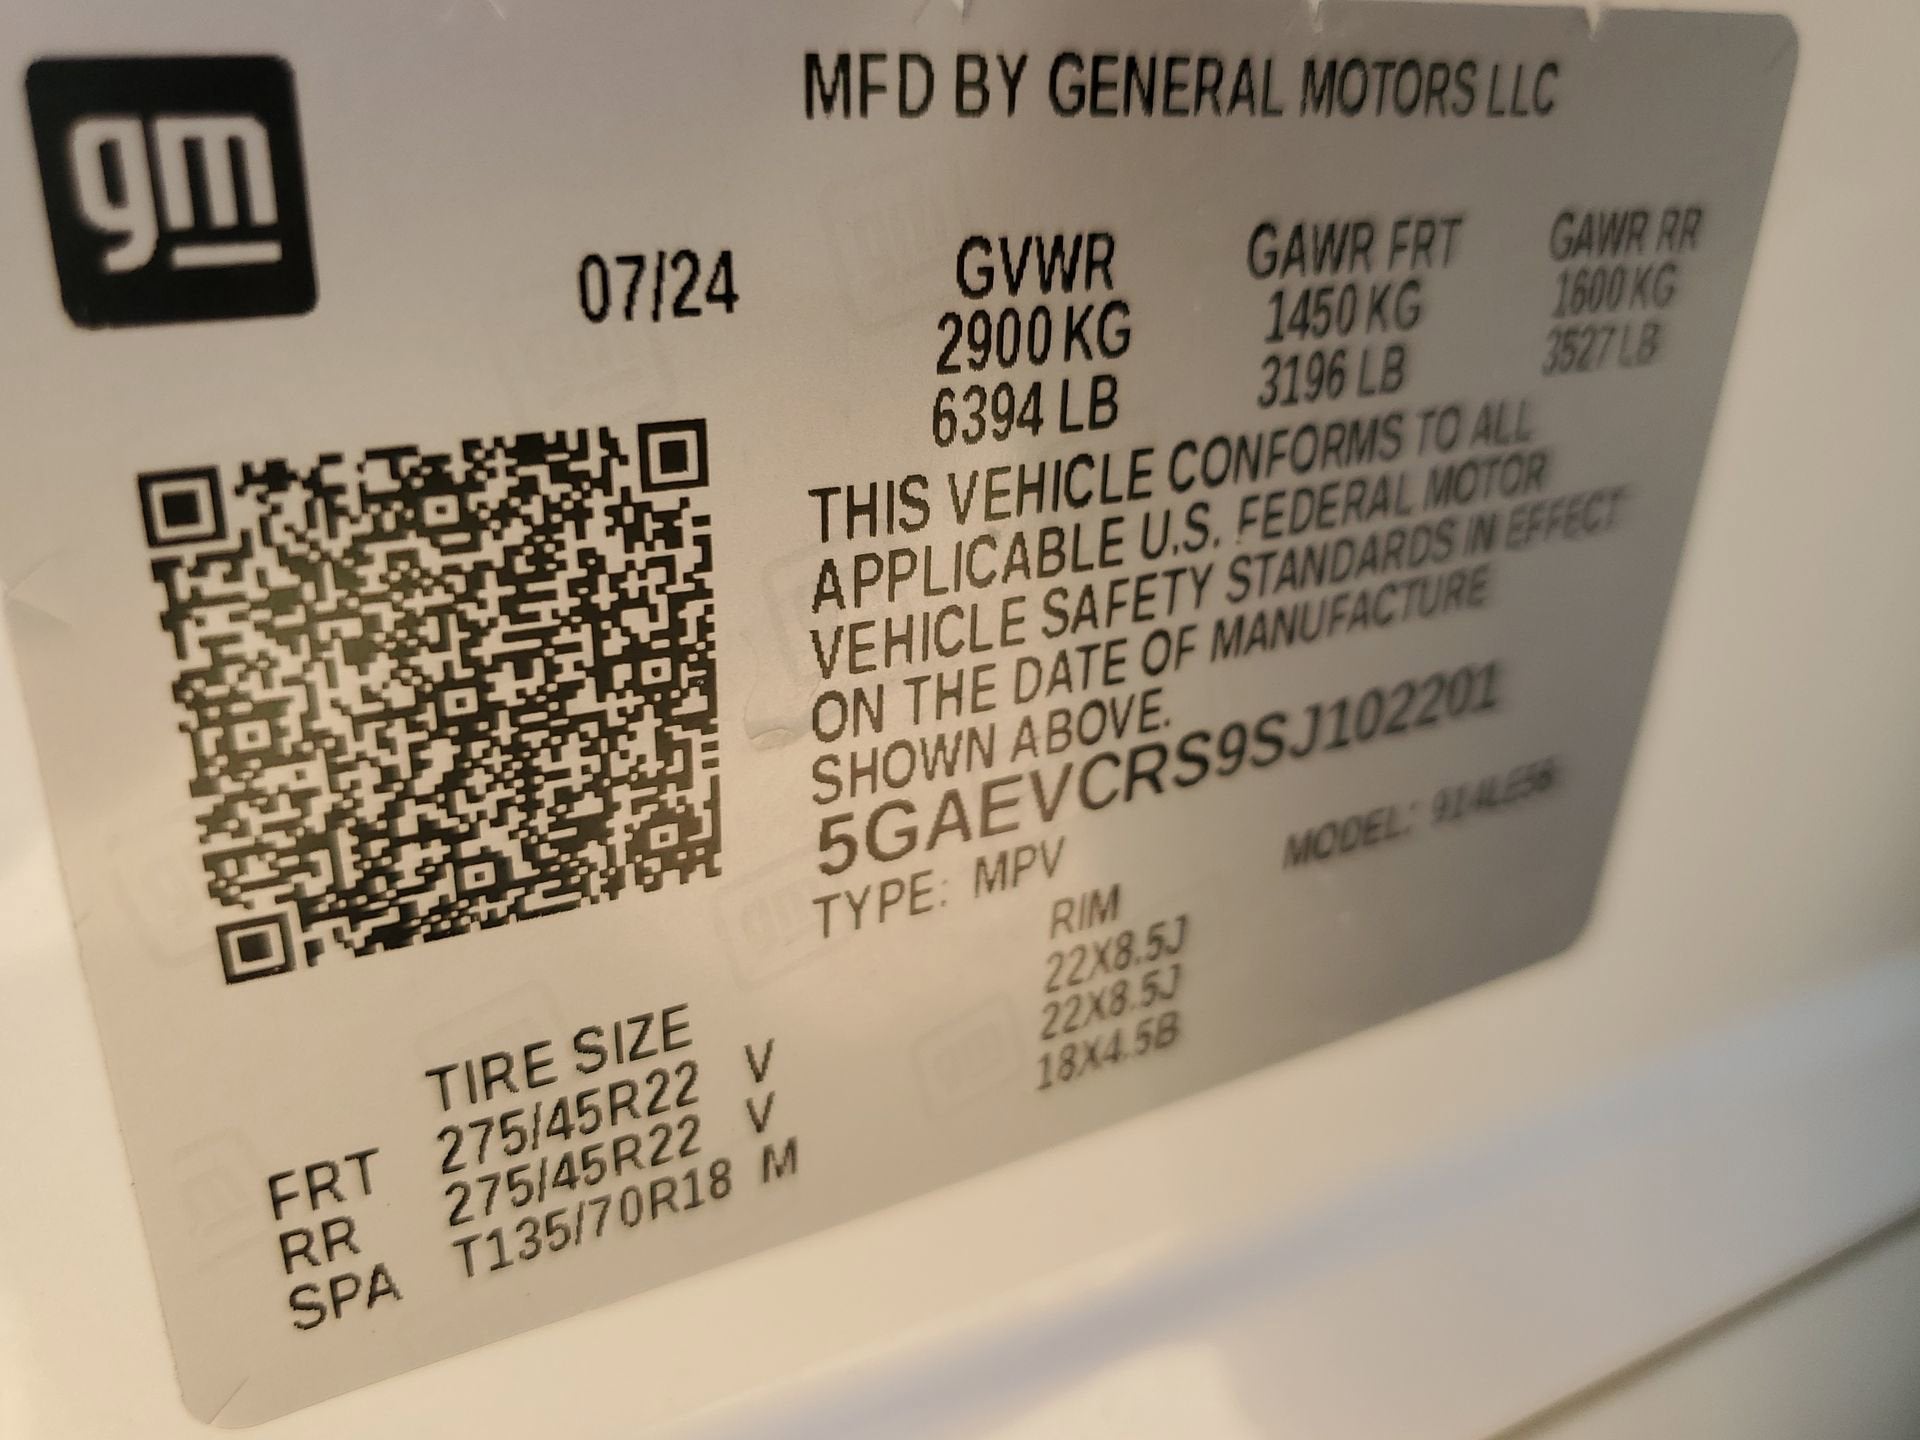 gm
MFD BY GENERAL MOTORS LLC
07/24
GVWR GAWR FRT GAWR RR
2900 KG 1450 KG 1600 KG
6394 LB 3196 LB 3527 LB
THIS VEHICLE CONFORMS TO ALL
APPLICABLE U.S. FEDERAL MOTOR
VEHICLE SAFETY STANDARDS IN EFFECT
ON THE DATE OF MANUFACTURE
SHOWN ABOVE.
5GAEVCRS9SJ102201
TYPE: MPV MODEL:
TIRE SIZE RIM
FRT 275/45R22 V 22X8.5J
RR 275/45R22 V 22X8.5J
SPA T135/70R18 M 18X4.5B